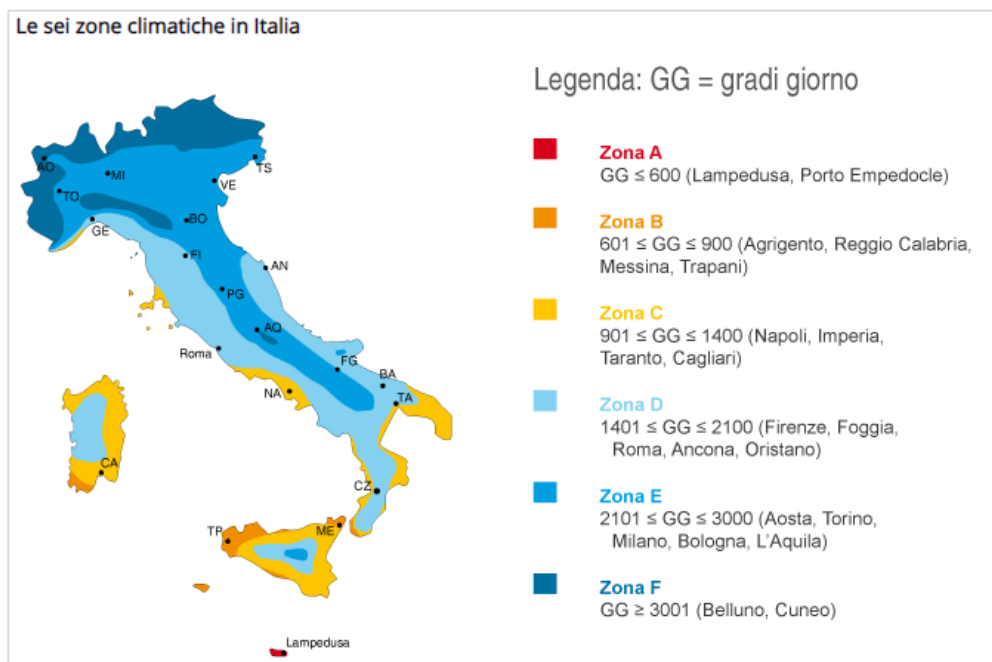 Le sei zone climatiche in Italia
Legenda: GG = gradi giorno
Zona A
GG ≤ 600 (Lampedusa, Porto Empedocle)
Zona B
601 ≤ GG ≤ 900 (Agrigento, Reggio Calabria,
Messina, Trapani)
Zona C
901 ≤ GG ≤ 1400 (Napoli, Imperia,
Taranto, Cagliari)
Zona D
1401 ≤ GG ≤ 2100 (Firenze, Foggia,
Roma, Ancona, Oristano)
Zona E
2101 ≤ GG ≤ 3000 (Aosta, Torino,
Milano, Bologna, L'Aquila)
Zona F
GG ≥ 3001 (Belluno, Cuneo)
AO
MI
TS
VE
TO
BO
GE
FI
AN
PG
AQ
Roma
FG
BA
NA
TA
CA
CZ
TP
ME
Lampedusa